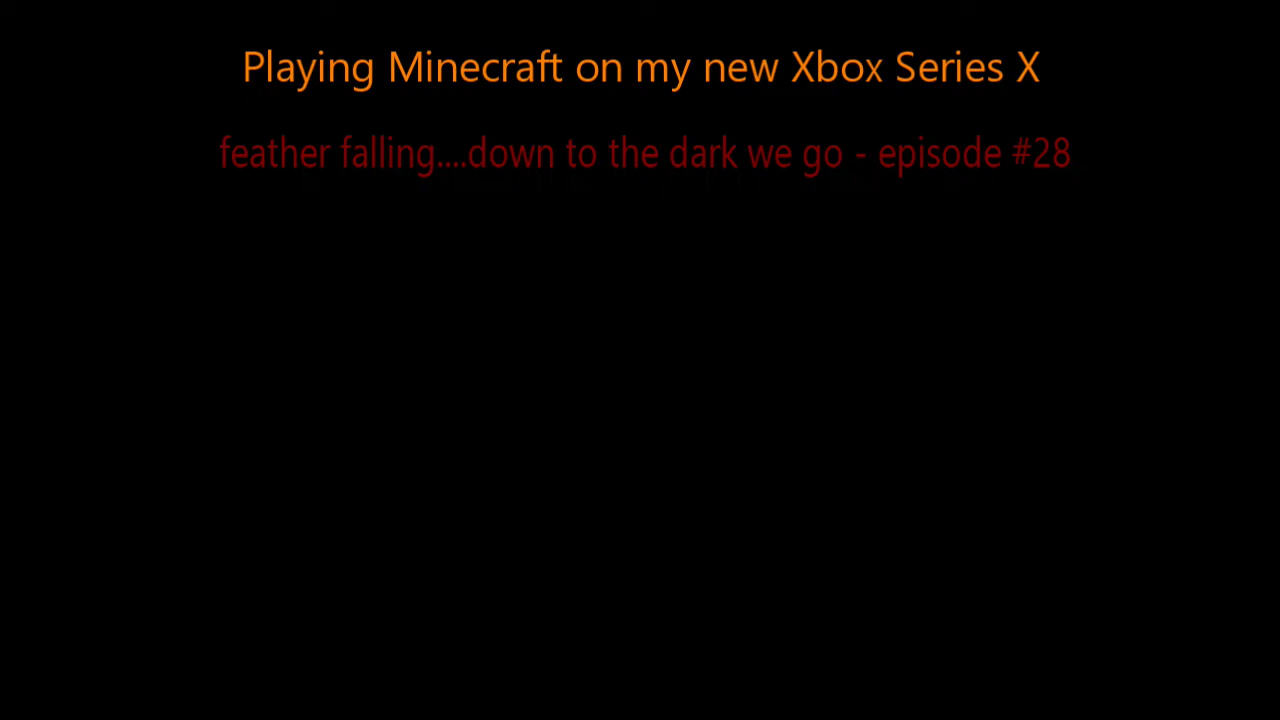 Playing Minecraft on my new Xbox Series X
feather falling....down to the dark we go - episode #28